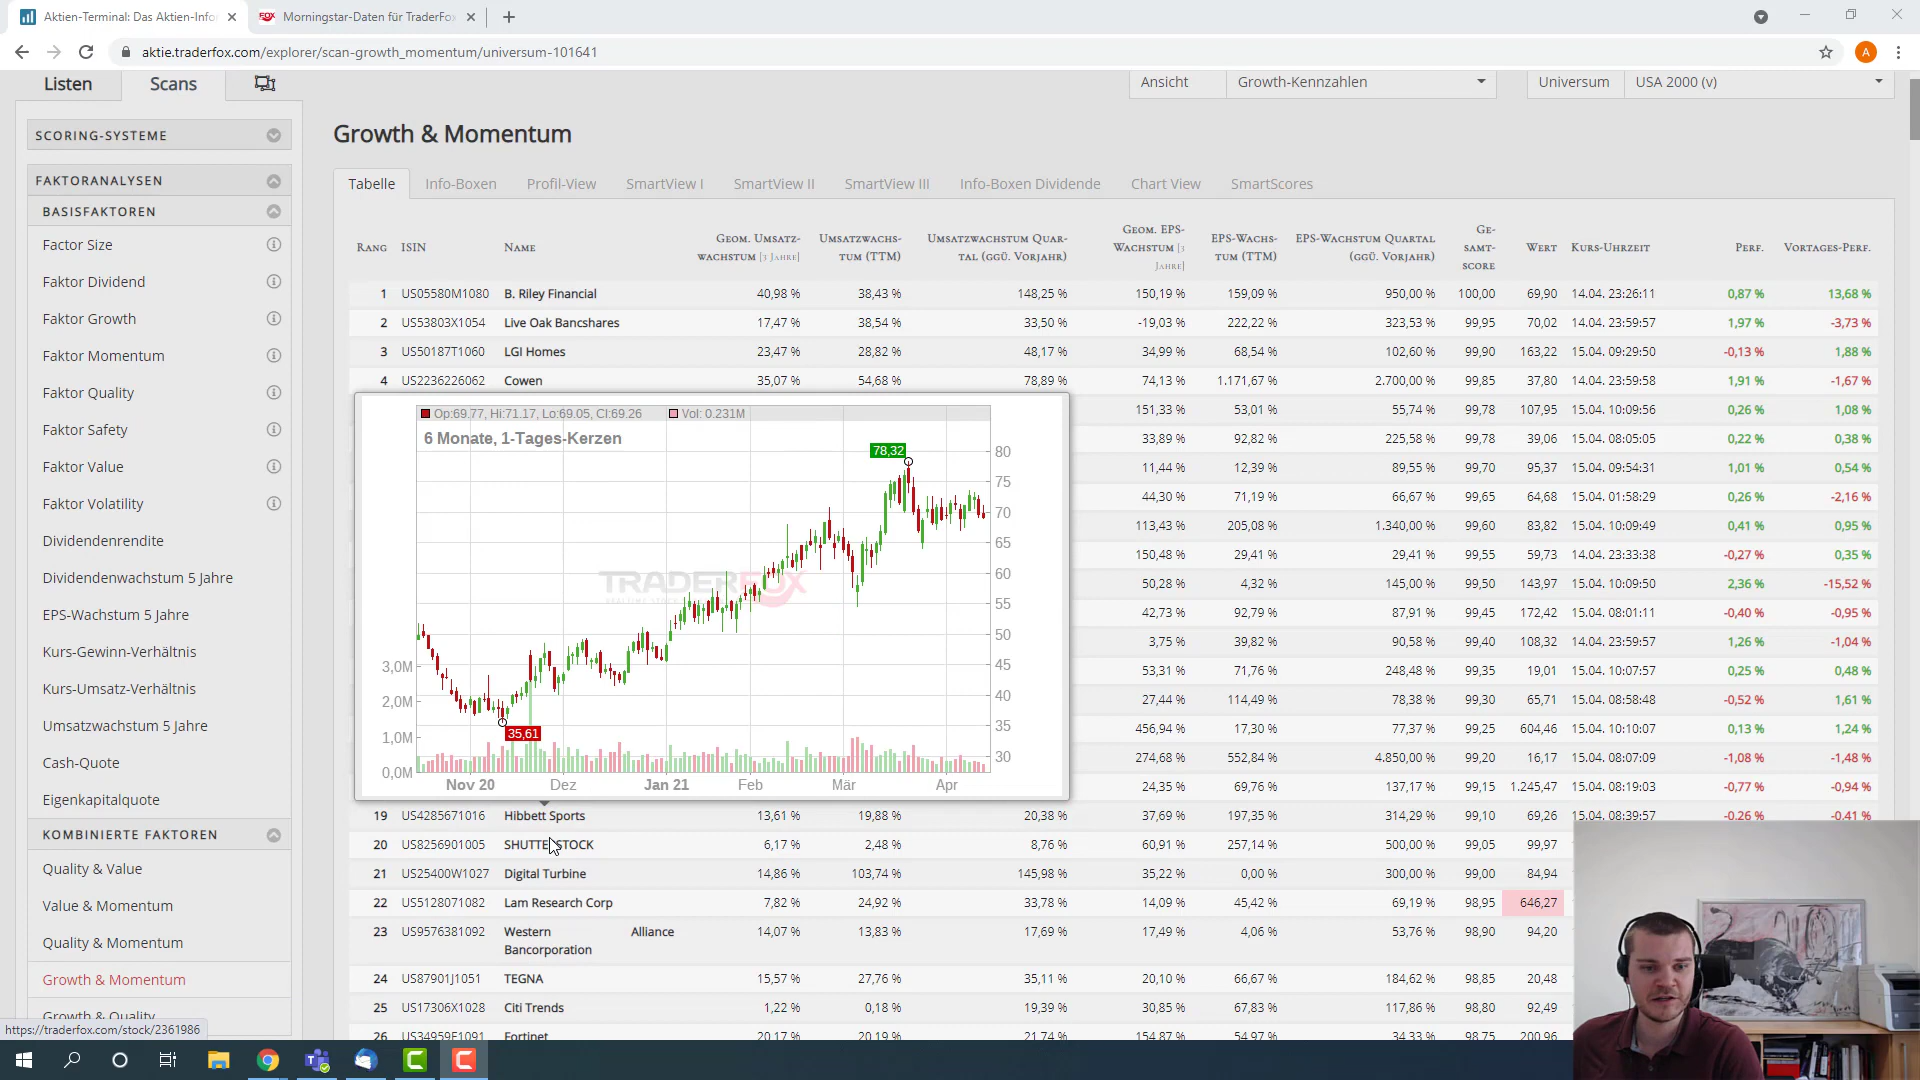 Aktien-Terminal: Das Aktien-Infor
Morningstar-Daten für TraderFox
aktie.traderfox.com/explorer/scan-growth_momentum/universum-101641
A
Listen
Scans
Ansicht
Growth-Kennzahlen
Universum
USA 2000 (v)
SCORING-SYSTEME
FAKTORANALYSEN
BASISFAKTOREN
Factor Size
Faktor Dividend
Faktor Growth
Faktor Momentum
Faktor Quality
Faktor Safety
Faktor Value
Faktor Volatility
Dividendenrendite
Dividendenwachstum 5 Jahre
EPS-Wachstum 5 Jahre
Kurs-Gewinn-Verhältnis
Kurs-Umsatz-Verhältnis
Umsatzwachstum 5 Jahre
Cash-Quote
Eigenkapitalquote
KOMBINIERTE FAKTOREN
Quality & Value
Value & Momentum
Quality & Momentum
Growth & Momentum
Growth & Quality
https://traderfox.com/stock/2361986
Growth & Momentum
Tabelle Info-Boxen Profil-View SmartView I SmartView II SmartView III Info-Boxen Dividende Chart View SmartScores
RANG ISIN NAME GEOM. UMSATZ-WACHSTUM [3 JAHRE] UMSATZWACHS-TUM (TTM) UMSATZWACHSTUM QUAR-TAL (GGÜ. VORJAHR) GEOM. EPS-WACHSTUM [3 JAHRE] EPS-WACHS-TUM (TTM) EPS-WACHSTUM QUARTAL (GGÜ. VORJAHR) GE-SAMT-SCORE WERT KURS-UHRZEIT PERF. VORTAGES-PERF.
1 US05580M1080 B. Riley Financial 40,98 % 38,43 % 148,25 % 150,19 % 159,09 % 950,00 % 100,00 69,90 14.04. 23:26:11 0,87 % 13,68 %
2 US53803X1054 Live Oak Bancshares 17,47 % 38,54 % 33,50 % -19,03 % 222,22 % 323,53 % 99,95 70,02 14.04. 23:59:57 1,97 % -3,73 %
3 US50187T1060 LGI Homes 23,47 % 28,82 % 48,17 % 34,99 % 68,54 % 102,60 % 99,90 163,22 15.04. 09:29:50 -0,13 % 1,88 %
4 US2236226062 Cowen 35,07 % 54,68 % 78,89 % 74,13 % 1.171,67 % 2.700,00 % 99,85 37,80 14.04. 23:59:58 1,91 % -1,67 %
151,33 % 53,01 % 55,74 % 99,78 107,95 15.04. 10:09:56 0,26 % 1,08 %
33,89 % 92,82 % 225,58 % 99,78 39,06 15.04. 08:05:05 0,22 % 0,38 %
11,44 % 12,39 % 89,55 % 99,70 95,37 15.04. 09:54:31 1,01 % 0,54 %
44,30 % 71,19 % 66,67 % 99,65 64,68 15.04. 01:58:29 0,26 % -2,16 %
113,43 % 205,08 % 1.340,00 % 99,60 83,82 15.04. 10:09:49 0,41 % 0,95 %
150,48 % 29,41 % 29,41 % 99,55 59,73 14.04. 23:33:38 -0,27 % 0,35 %
50,28 % 4,32 % 145,00 % 99,50 143,97 15.04. 10:09:50 2,36 % -15,52 %
42,73 % 92,79 % 87,91 % 99,45 172,42 15.04. 08:01:11 -0,40 % -0,95 %
3,75 % 39,82 % 90,58 % 99,40 108,32 14.04. 23:59:57 1,26 % -1,04 %
53,31 % 71,76 % 248,48 % 99,35 19,01 15.04. 10:07:57 0,25 % 0,48 %
27,44 % 114,49 % 78,38 % 99,30 65,71 15.04. 08:58:48 -0,52 % 1,61 %
456,94 % 17,30 % 77,37 % 99,25 604,46 15.04. 10:10:07 0,13 % 1,24 %
274,68 % 552,84 % 4.850,00 % 99,20 16,17 15.04. 08:07:09 -1,08 % -1,48 %
24,35 % 69,76 % 137,17 % 99,15 1.245,47 15.04. 08:19:03 -0,77 % -0,94 %
Op:69.77, Hi:71.17, Lo:69.05, Cl:69.26 Vol: 0.231M
6 Monate, 1-Tages-Kerzen
78,32
TRADERFOX
35,61
80
75
70
65
60
55
50
45
40
35
30
3,0M
2,0M
1,0M
0,0M
Nov 20 Dez Jan 21 Feb Mär Apr
19 US4285671016 Hibbett Sports 13,61 % 19,88 % 20,38 % 37,69 % 197,35 % 314,29 % 99,10 69,26 15.04. 08:39:57 -0,26 % -0,41 %
20 US8256901005 SHUTTERSTOCK 6,17 % 2,48 % 8,76 % 60,91 % 257,14 % 500,00 % 99,05 99,97
21 US25400W1027 Digital Turbine 14,86 % 103,74 % 145,98 % 35,22 % 0,00 % 300,00 % 99,00 84,94
22 US5128071082 Lam Research Corp 7,82 % 24,92 % 33,78 % 14,09 % 45,42 % 69,19 % 98,95 646,27
23 US9576381092 Western Alliance Bancorporation 14,07 % 13,83 % 17,69 % 17,49 % 4,06 % 53,76 % 98,90 94,20
24 US87901J1051 TEGNA 15,57 % 27,76 % 35,11 % 20,10 % 66,67 % 184,62 % 98,85 20,48
25 US17306X1028 Citi Trends 1,22 % 0,18 % 19,39 % 30,85 % 67,83 % 117,86 % 98,80 92,49
26 US34959E1091 Fortinet 20,17 % 20,19 % 21,74 % 154,87 % 54,97 % 34,33 % 98,75 200,96